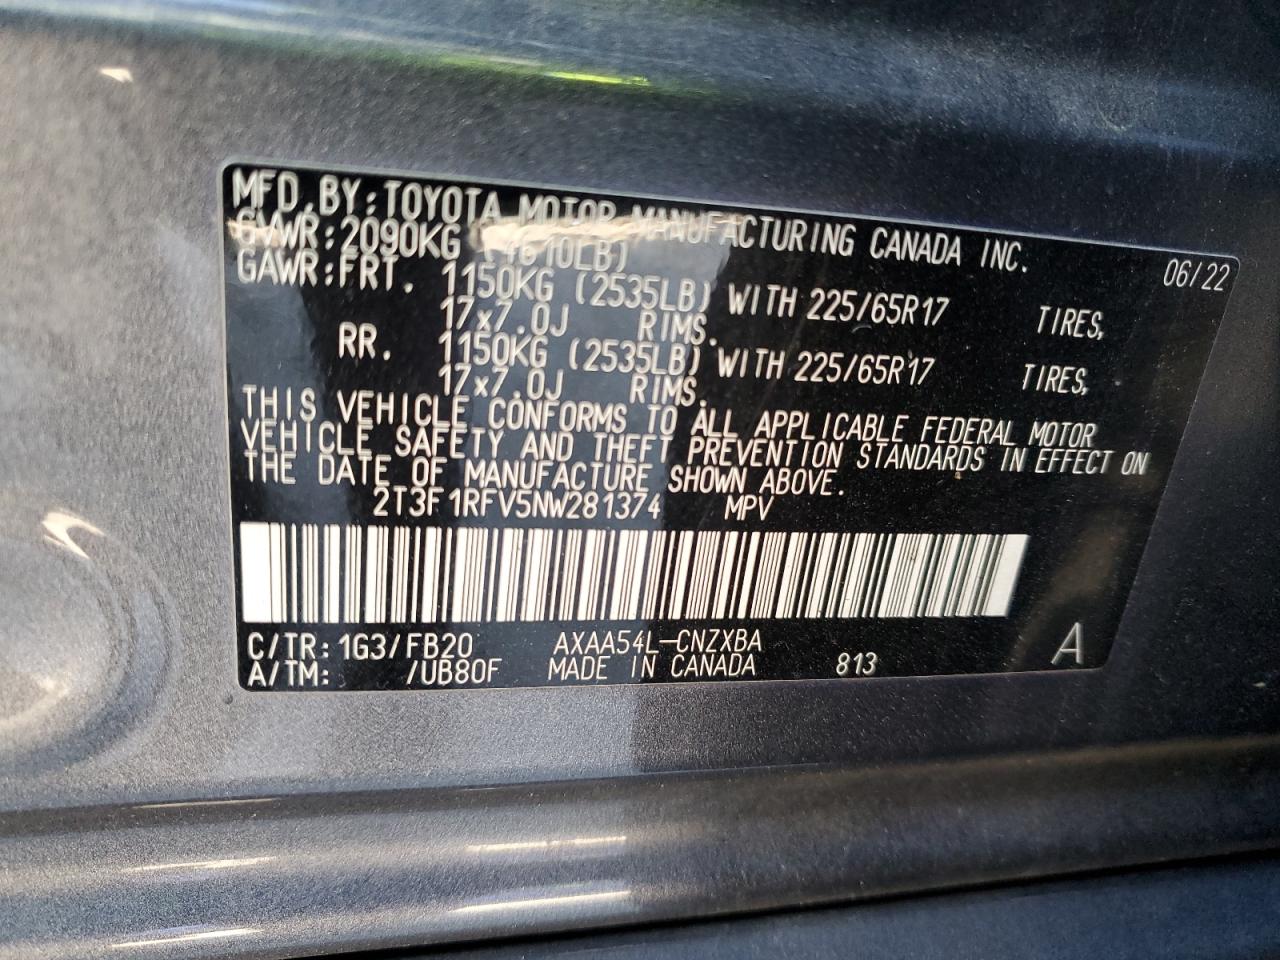 MFD. BY: TOYOTA MOTOR MANUFACTURING CANADA INC. 06/22
GVWR: 2090KG (4610LB)
GAWR: FRT. 1150KG (2535LB) WITH 225/65R17 TIRES,
17x7.0J RIMS.
RR. 1150KG (2535LB) WITH 225/65R17 TIRES,
17x7.0J RIMS.
THIS VEHICLE CONFORMS TO ALL APPLICABLE FEDERAL MOTOR
VEHICLE SAFETY AND THEFT PREVENTION STANDARDS IN EFFECT ON
THE DATE OF MANUFACTURE SHOWN ABOVE.
2T3F1RFV5NW281374 MPV
C/TR: 1G3/FB20 AXAA54L-CNZXBA
A/TM: /UB80F MADE IN CANADA 813 A